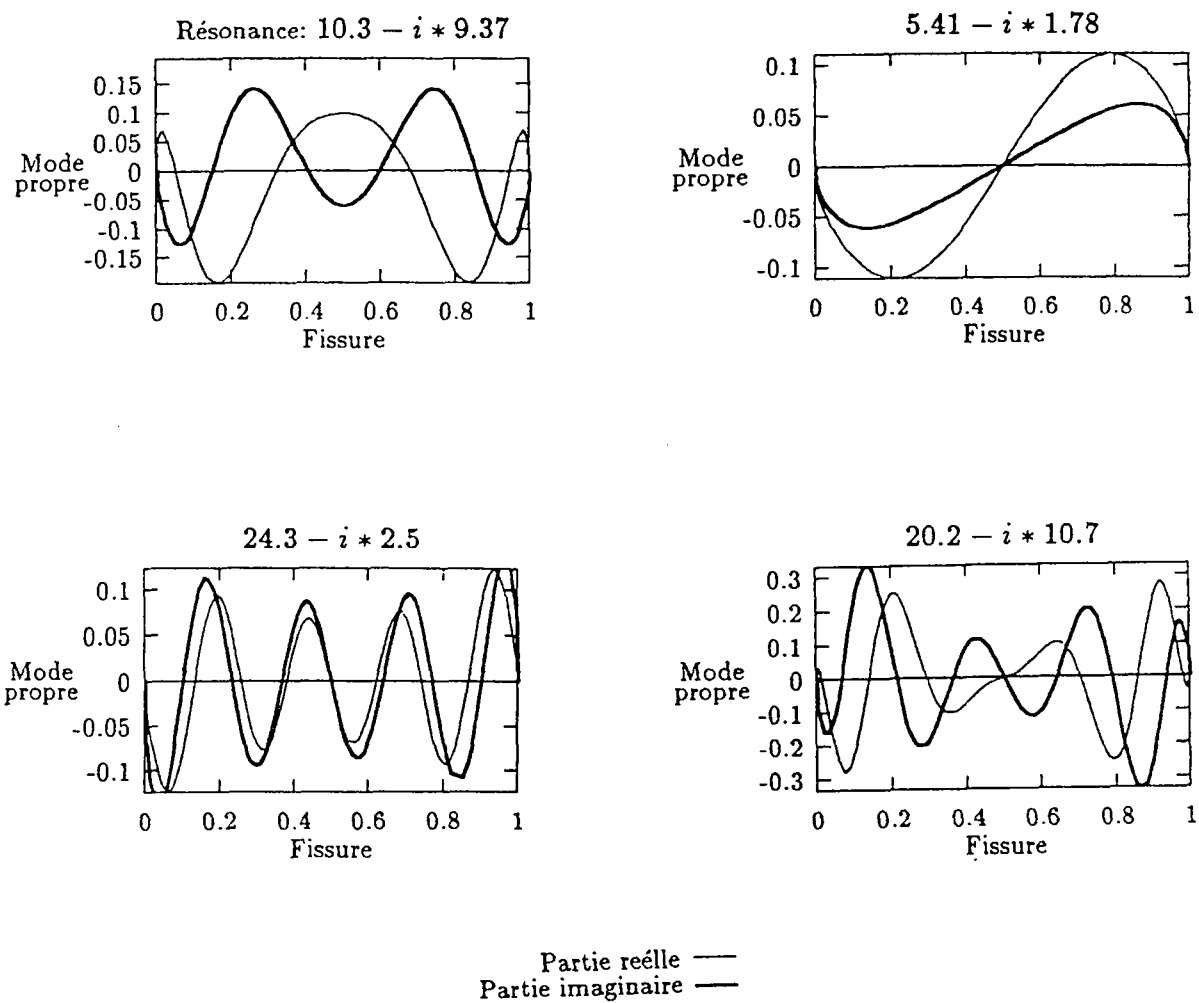 Résonance: 10.3 − i ∗ 9.37
0.15
0.1
0.05
0
-0.05
-0.1
-0.15
Mode
propre
0 0.2 0.4 0.6 0.8 1
Fissure
5.41 − i ∗ 1.78
0.1
0.05
0
-0.05
-0.1
Mode
propre
0 0.2 0.4 0.6 0.8 1
Fissure
24.3 − i ∗ 2.5
0.1
0.05
0
-0.05
-0.1
Mode
propre
0 0.2 0.4 0.6 0.8 1
Fissure
20.2 − i ∗ 10.7
0.3
0.2
0.1
0
-0.1
-0.2
-0.3
Mode
propre
0 0.2 0.4 0.6 0.8 1
Fissure
Partie reélle
Partie imaginaire